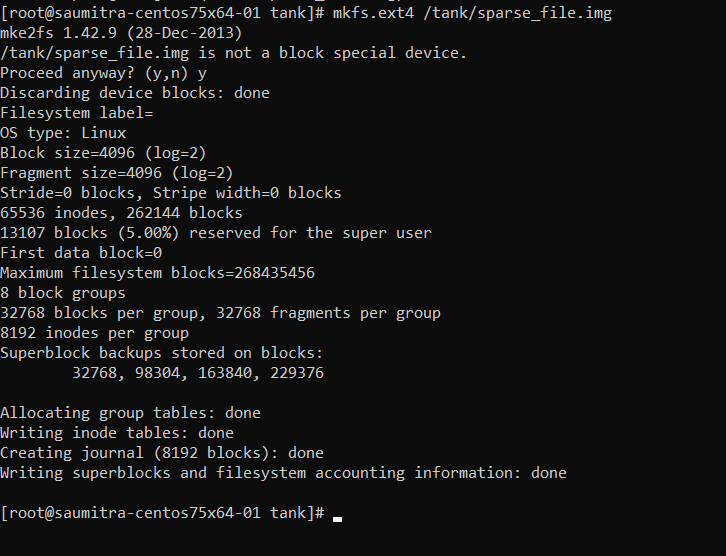 [root@saumitra-centos75x64-01 tank]# mkfs.ext4 /tank/sparse_file.img
mke2fs 1.42.9 (28-Dec-2013)
/tank/sparse_file.img is not a block special device.
Proceed anyway? (y,n) y
Discarding device blocks: done
Filesystem label=
OS type: Linux
Block size=4096 (log=2)
Fragment size=4096 (log=2)
Stride=0 blocks, Stripe width=0 blocks
65536 inodes, 262144 blocks
13107 blocks (5.00%) reserved for the super user
First data block=0
Maximum filesystem blocks=268435456
8 block groups
32768 blocks per group, 32768 fragments per group
8192 inodes per group
Superblock backups stored on blocks:
        32768, 98304, 163840, 229376

Allocating group tables: done
Writing inode tables: done
Creating journal (8192 blocks): done
Writing superblocks and filesystem accounting information: done

[root@saumitra-centos75x64-01 tank]#